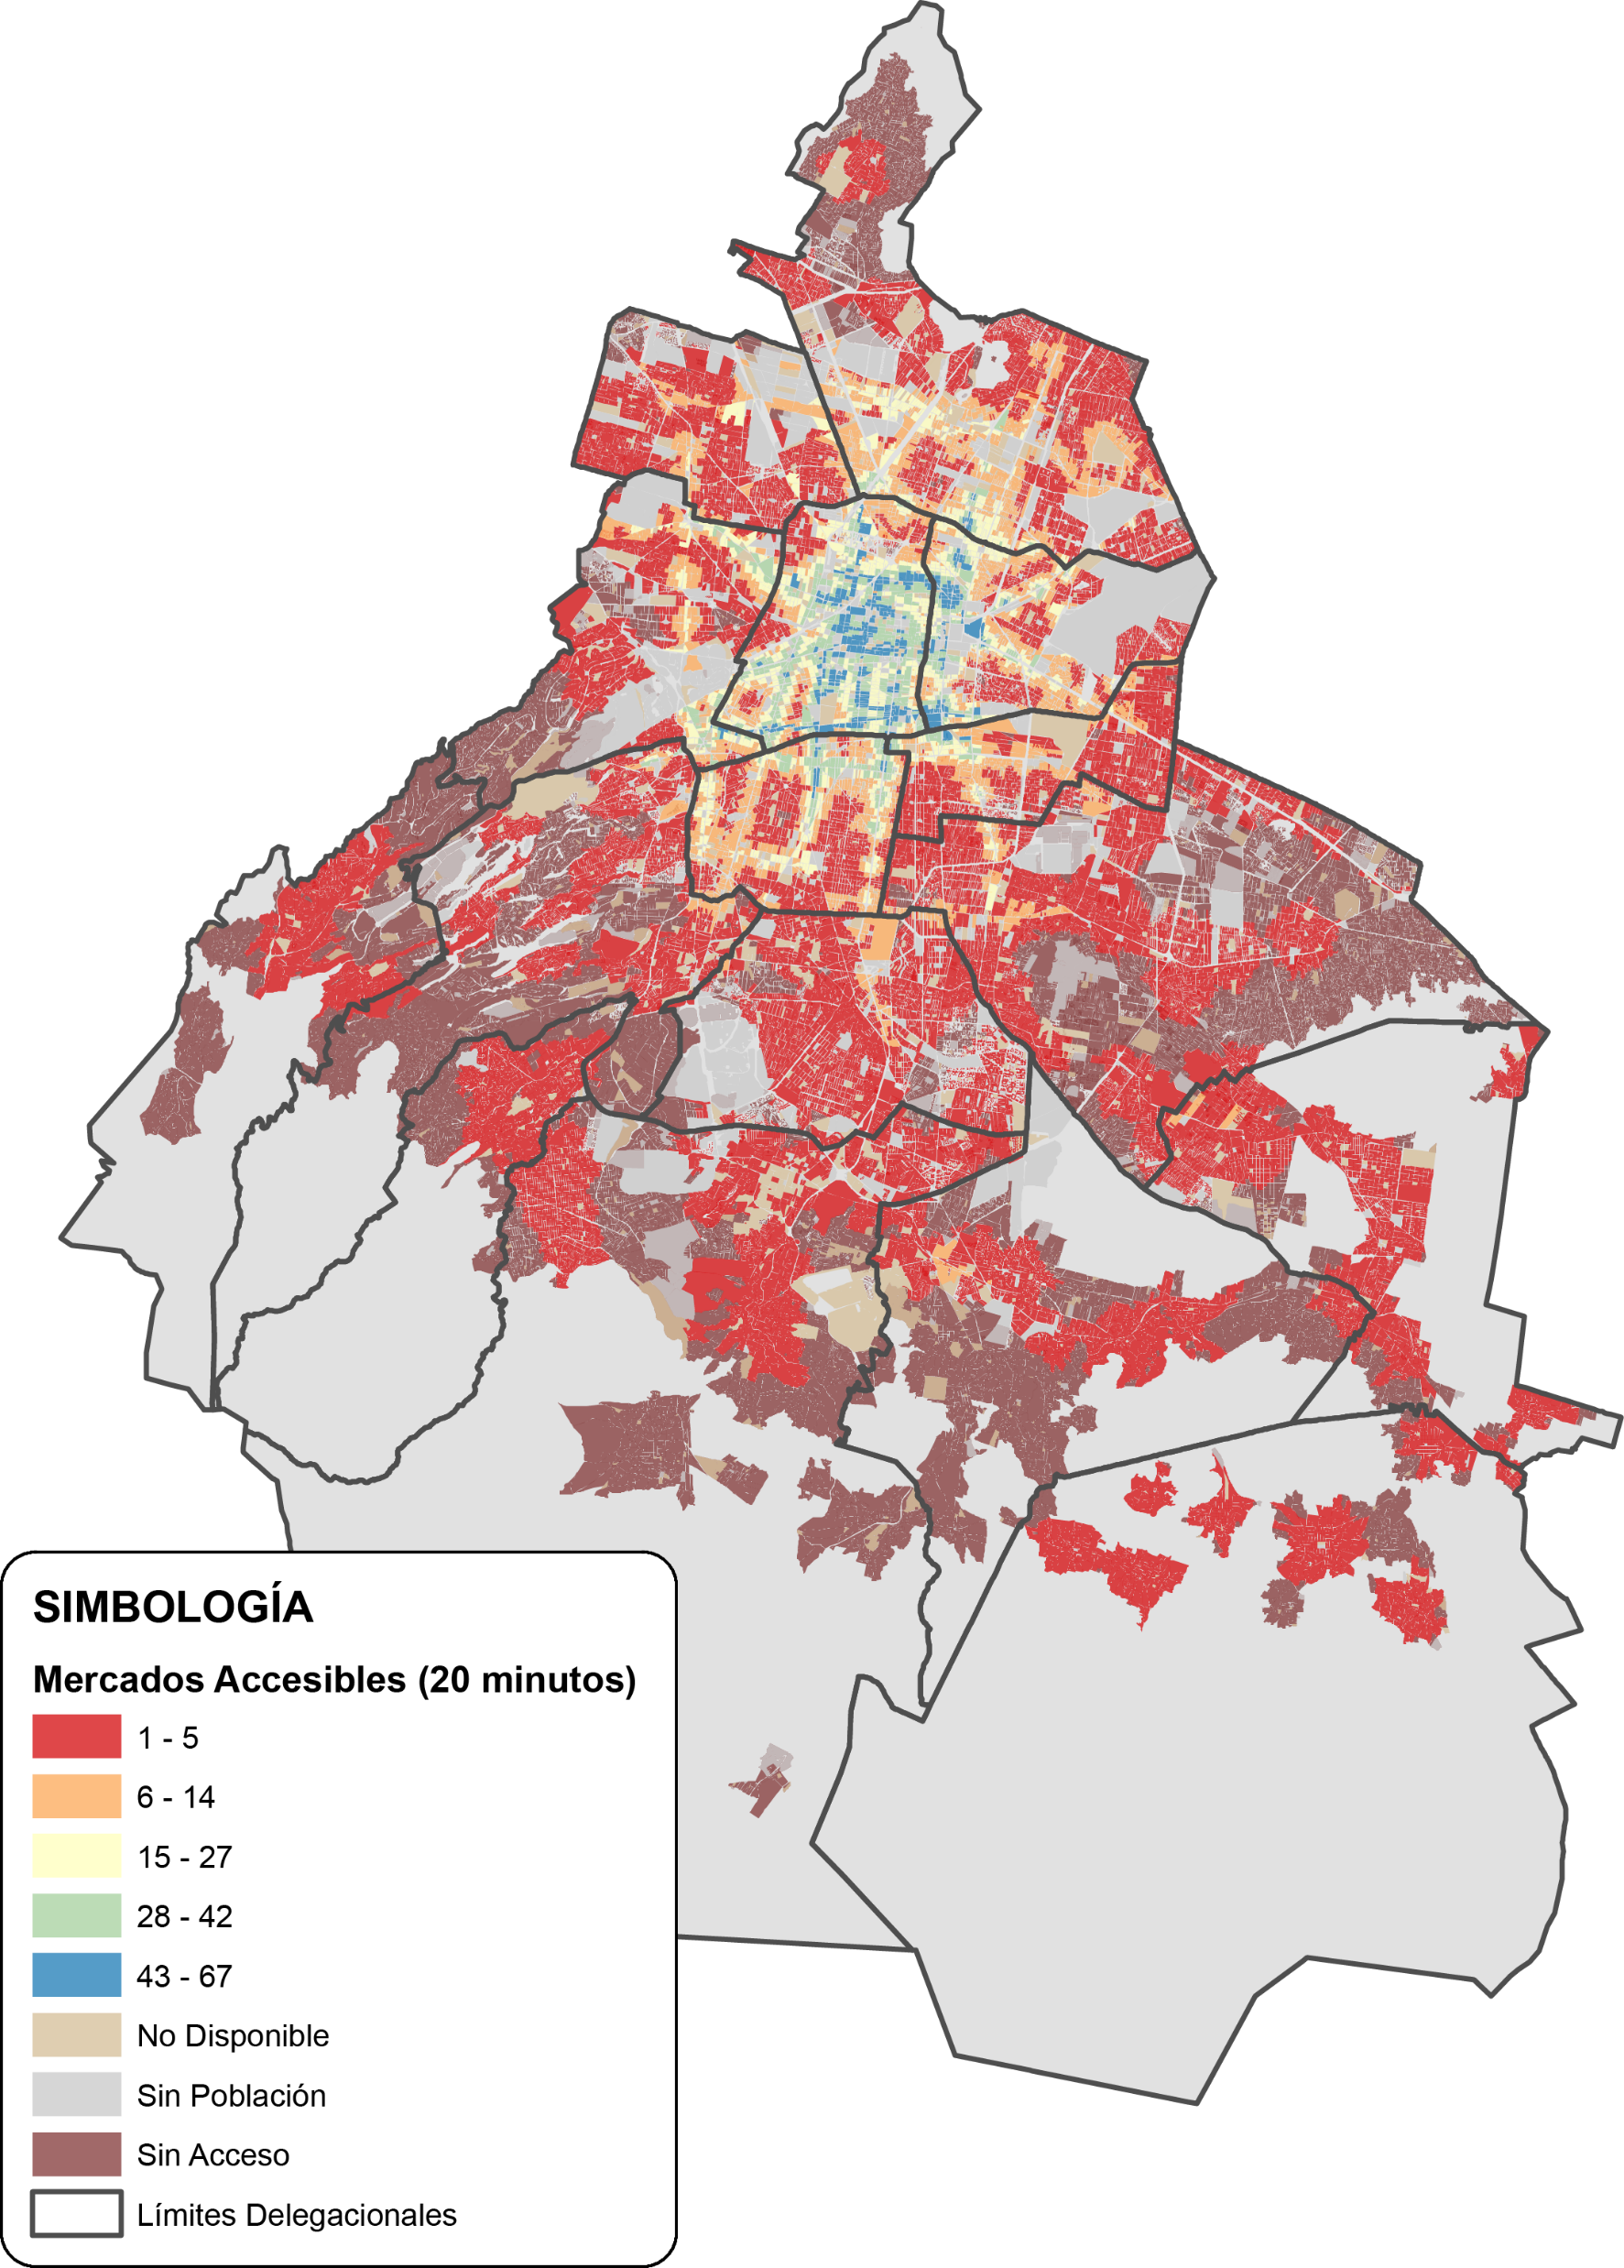 SIMBOLOGÍA
Mercados Accesibles (20 minutos)
1 - 5
6 - 14
15 - 27
28 - 42
43 - 67
No Disponible
Sin Población
Sin Acceso
Límites Delegacionales